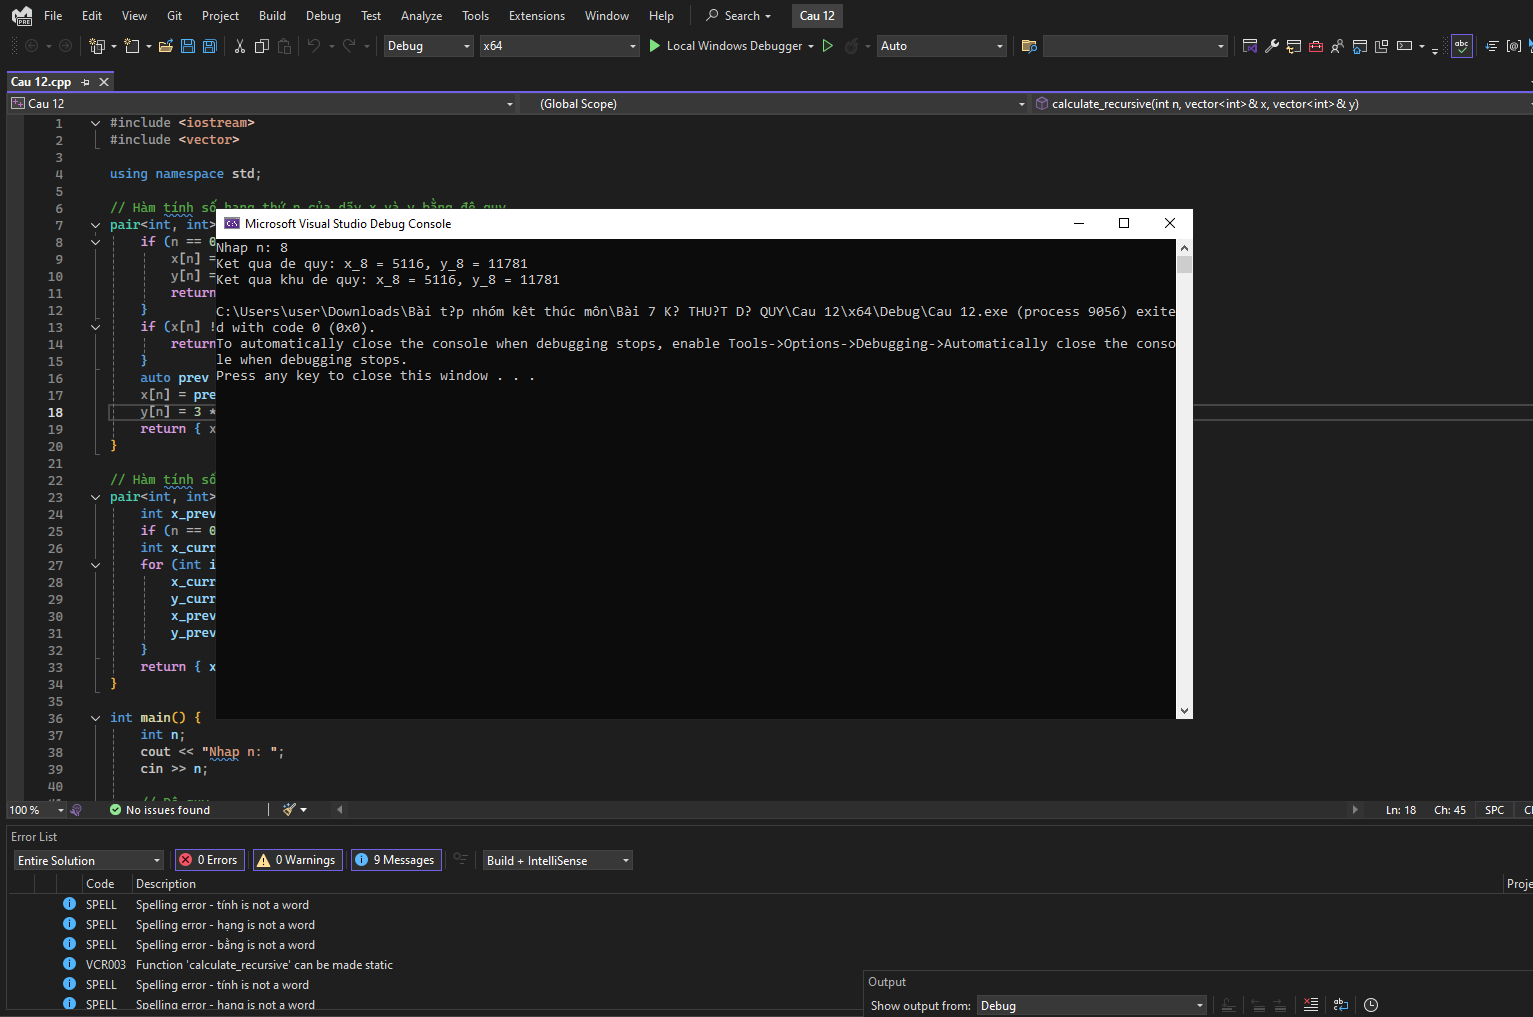 File Edit View Git Project Build Debug Test Analyze Tools Extensions Window Help Search Cau 12
Debug x64 Local Windows Debugger Auto
Cau 12.cpp
Cau 12 (Global Scope) calculate_recursive(int n, vector<int>& x, vector<int>& y)
1 #include <iostream>
2 #include <vector>
3
4 using namespace std;
5
6 // Hàm tính số hạng thứ n của dãy x và y bằng đệ quy
7 pair<int, int>
8 if (n == 0
9 x[n] =
10 y[n] =
11 return
12 }
13 if (x[n] !
14 return
15 }
16 auto prev
17 x[n] = pre
18 y[n] = 3 *
19 return { x
20 }
21
22 // Hàm tính số
23 pair<int, int>
24 int x_prev
25 if (n == 0
26 int x_curr
27 for (int i
28 x_curr
29 y_curr
30 x_prev
31 y_prev
32 }
33 return { x
34 }
35
36 int main() {
37 int n;
38 cout << "Nhap n: ";
39 cin >> n;
40
Microsoft Visual Studio Debug Console
Nhap n: 8
Ket qua de quy: x_8 = 5116, y_8 = 11781
Ket qua khu de quy: x_8 = 5116, y_8 = 11781
C:\Users\user\Downloads\Bài t?p nhóm kêt thúc môn\Bài 7 K? THU?T D? QUY\Cau 12\x64\Debug\Cau 12.exe (process 9056) exite
d with code 0 (0x0).
To automatically close the console when debugging stops, enable Tools->Options->Debugging->Automatically close the conso
le when debugging stops.
Press any key to close this window . . .
100 % No issues found Ln: 18 Ch: 45 SPC
Error List
Entire Solution 0 Errors 0 Warnings 9 Messages Build + IntelliSense
Code Description Proje
SPELL Spelling error - tính is not a word
SPELL Spelling error - hạng is not a word
SPELL Spelling error - bằng is not a word
VCR003 Function 'calculate_recursive' can be made static
SPELL Spelling error - tính is not a word
SPELL Spelling error - hạng is not a word
Output
Show output from: Debug